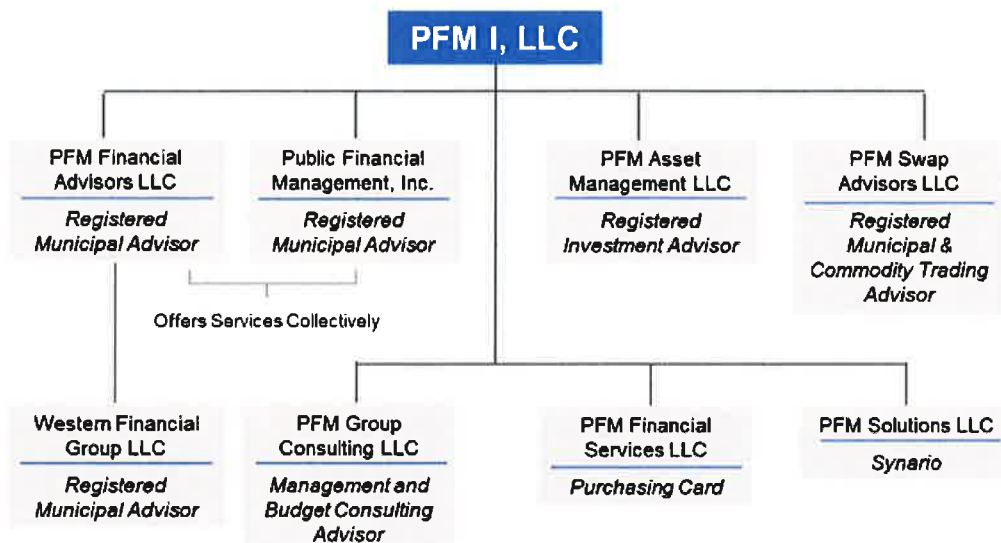 PFM I, LLC
PFM Financial
Advisors LLC
Registered
Municipal Advisor
Public Financial
Management, Inc.
Registered
Municipal Advisor
PFM Asset
Management LLC
Registered
Investment Advisor
PFM Swap
Advisors LLC
Registered
Municipal &
Commodity Trading
Advisor
Offers Services Collectively
Western Financial
Group LLC
Registered
Municipal Advisor
PFM Group
Consulting LLC
Management and
Budget Consulting
Advisor
PFM Financial
Services LLC
Purchasing Card
PFM Solutions LLC
Synario